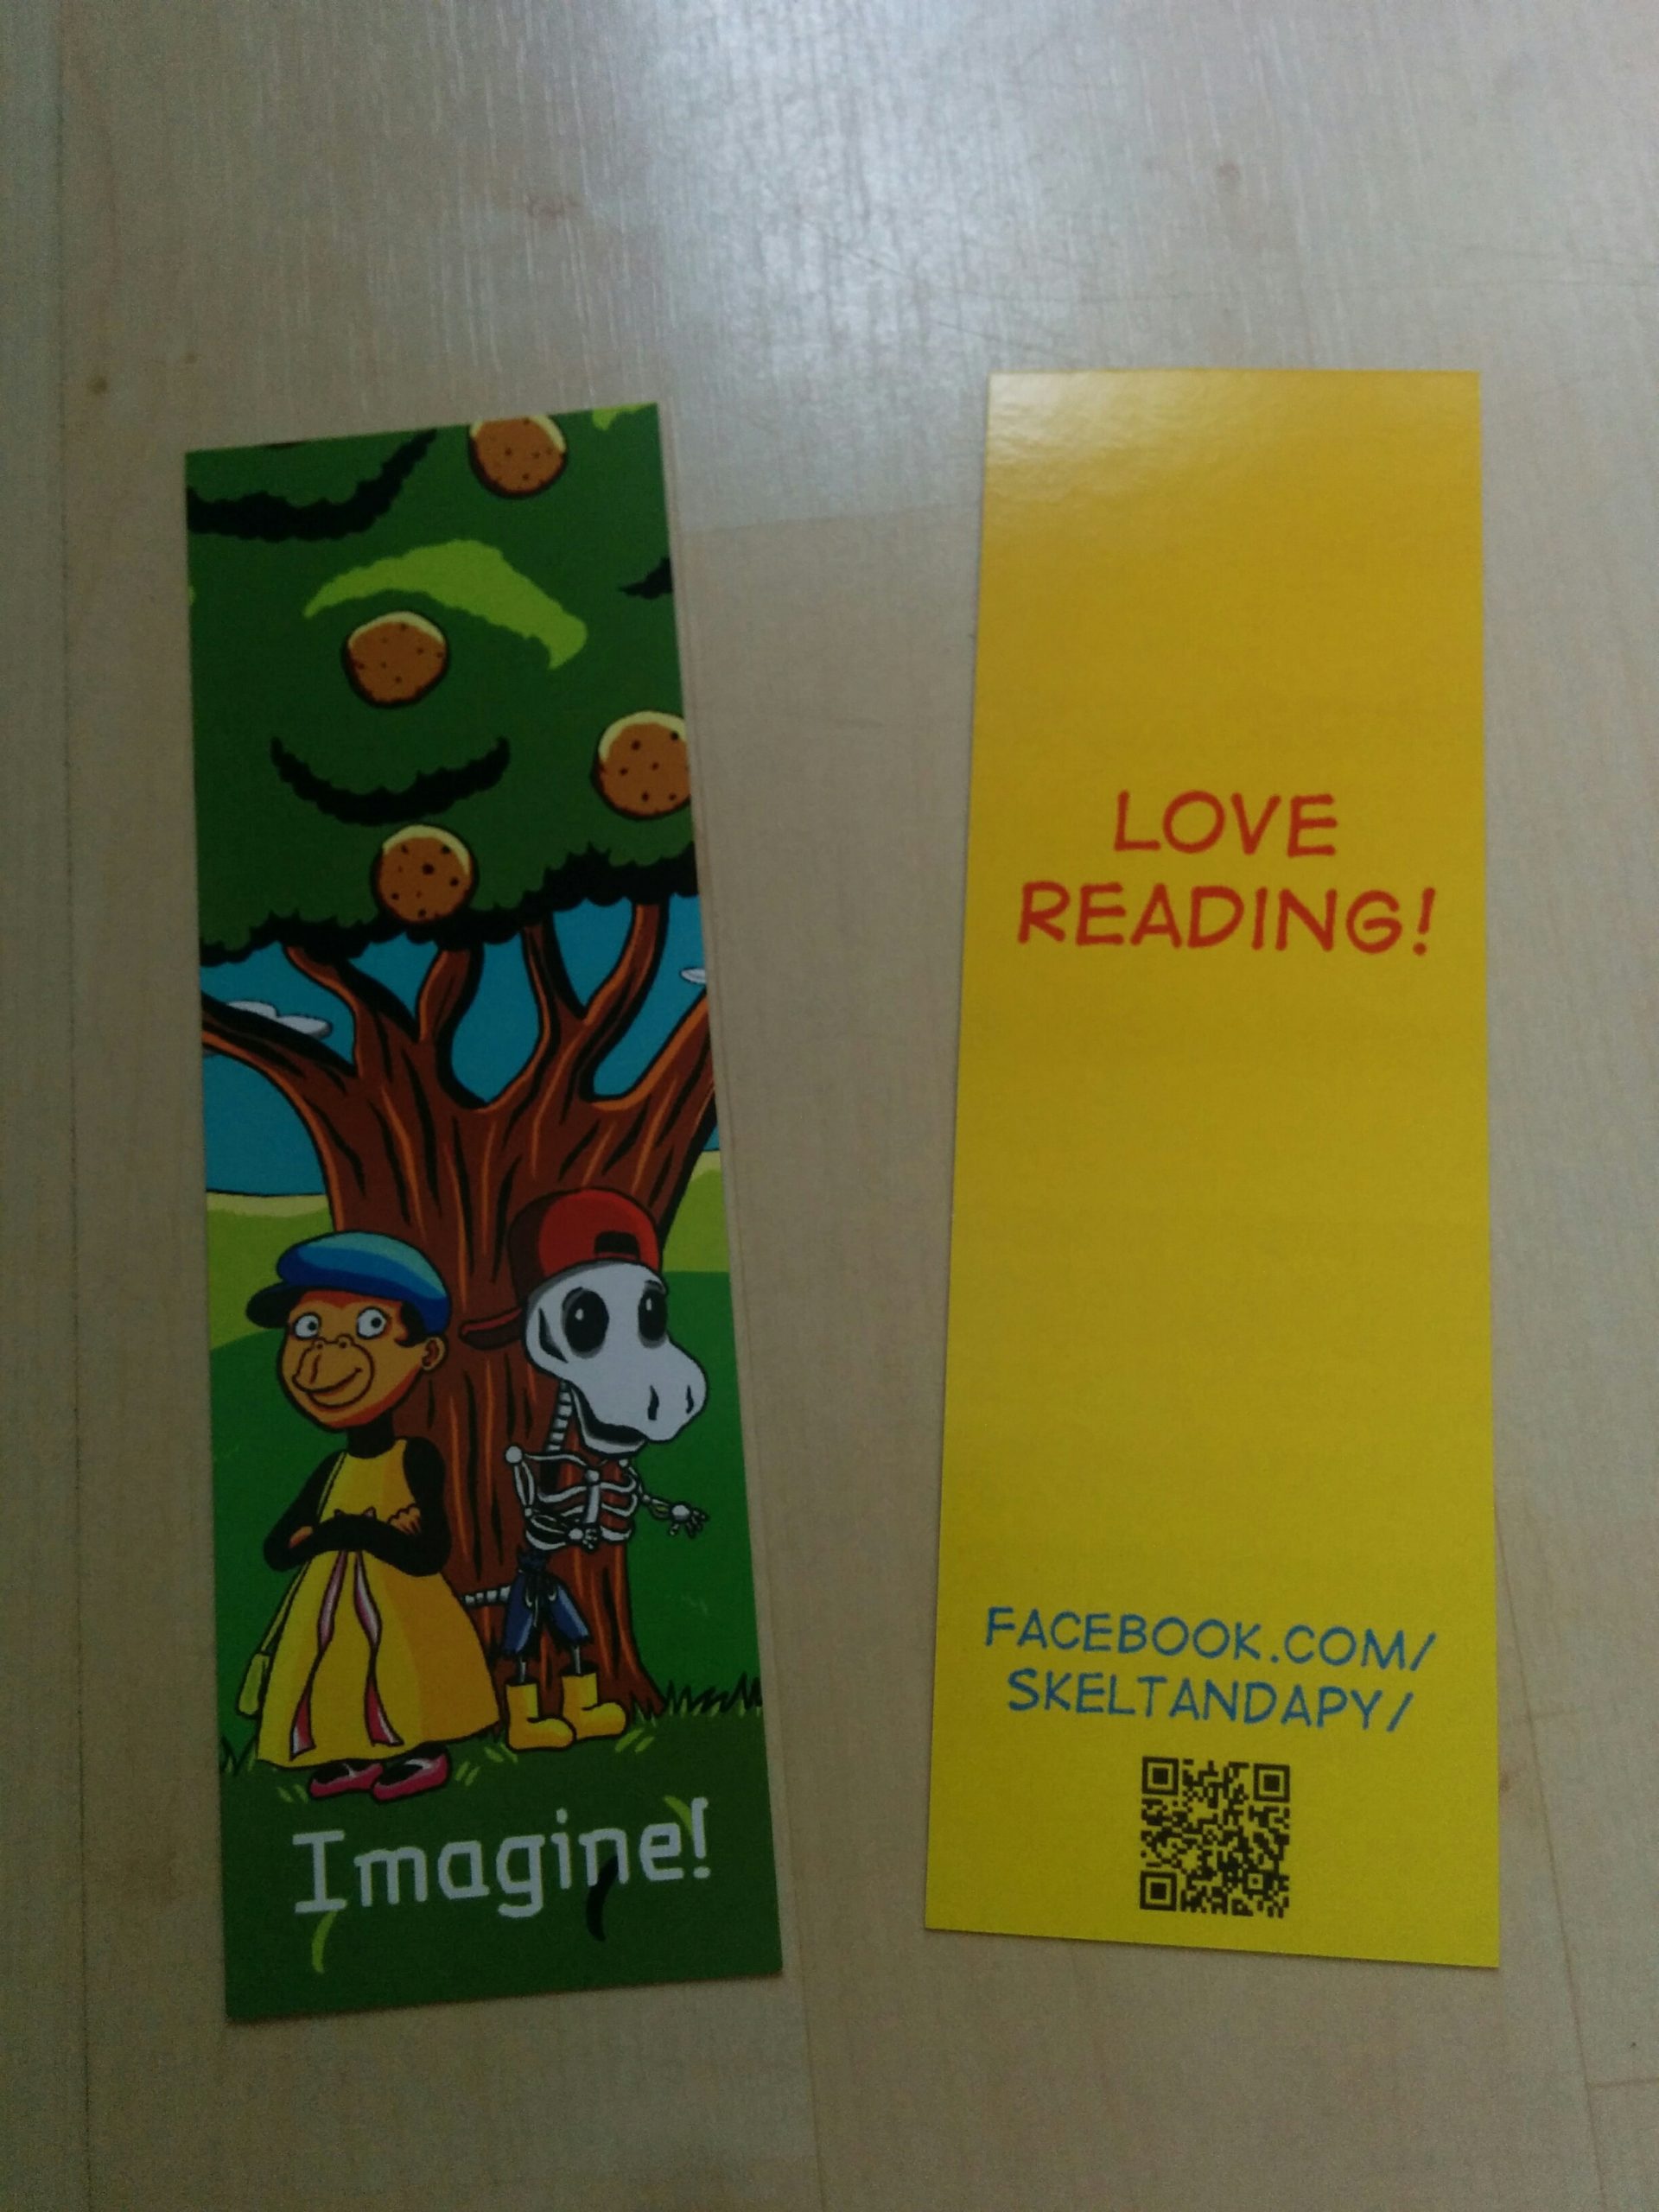 Imagine!
LOVE
READING!
FACEBOOK.COM/
SKELTANDAPY/